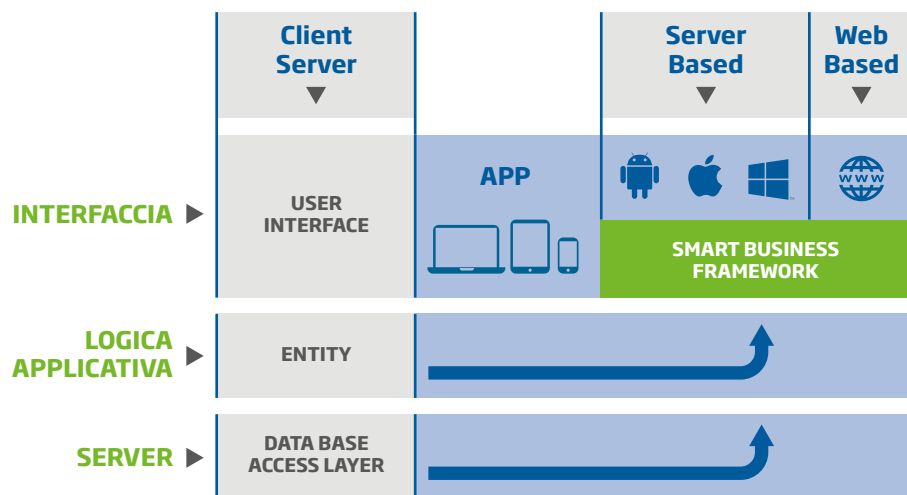 Client
Server
Server
Based
Web
Based
INTERFACCIA
USER
INTERFACE
APP
WWW
SMART BUSINESS
FRAMEWORK
LOGICA
APPLICATIVA
ENTITY
SERVER
DATA BASE
ACCESS LAYER